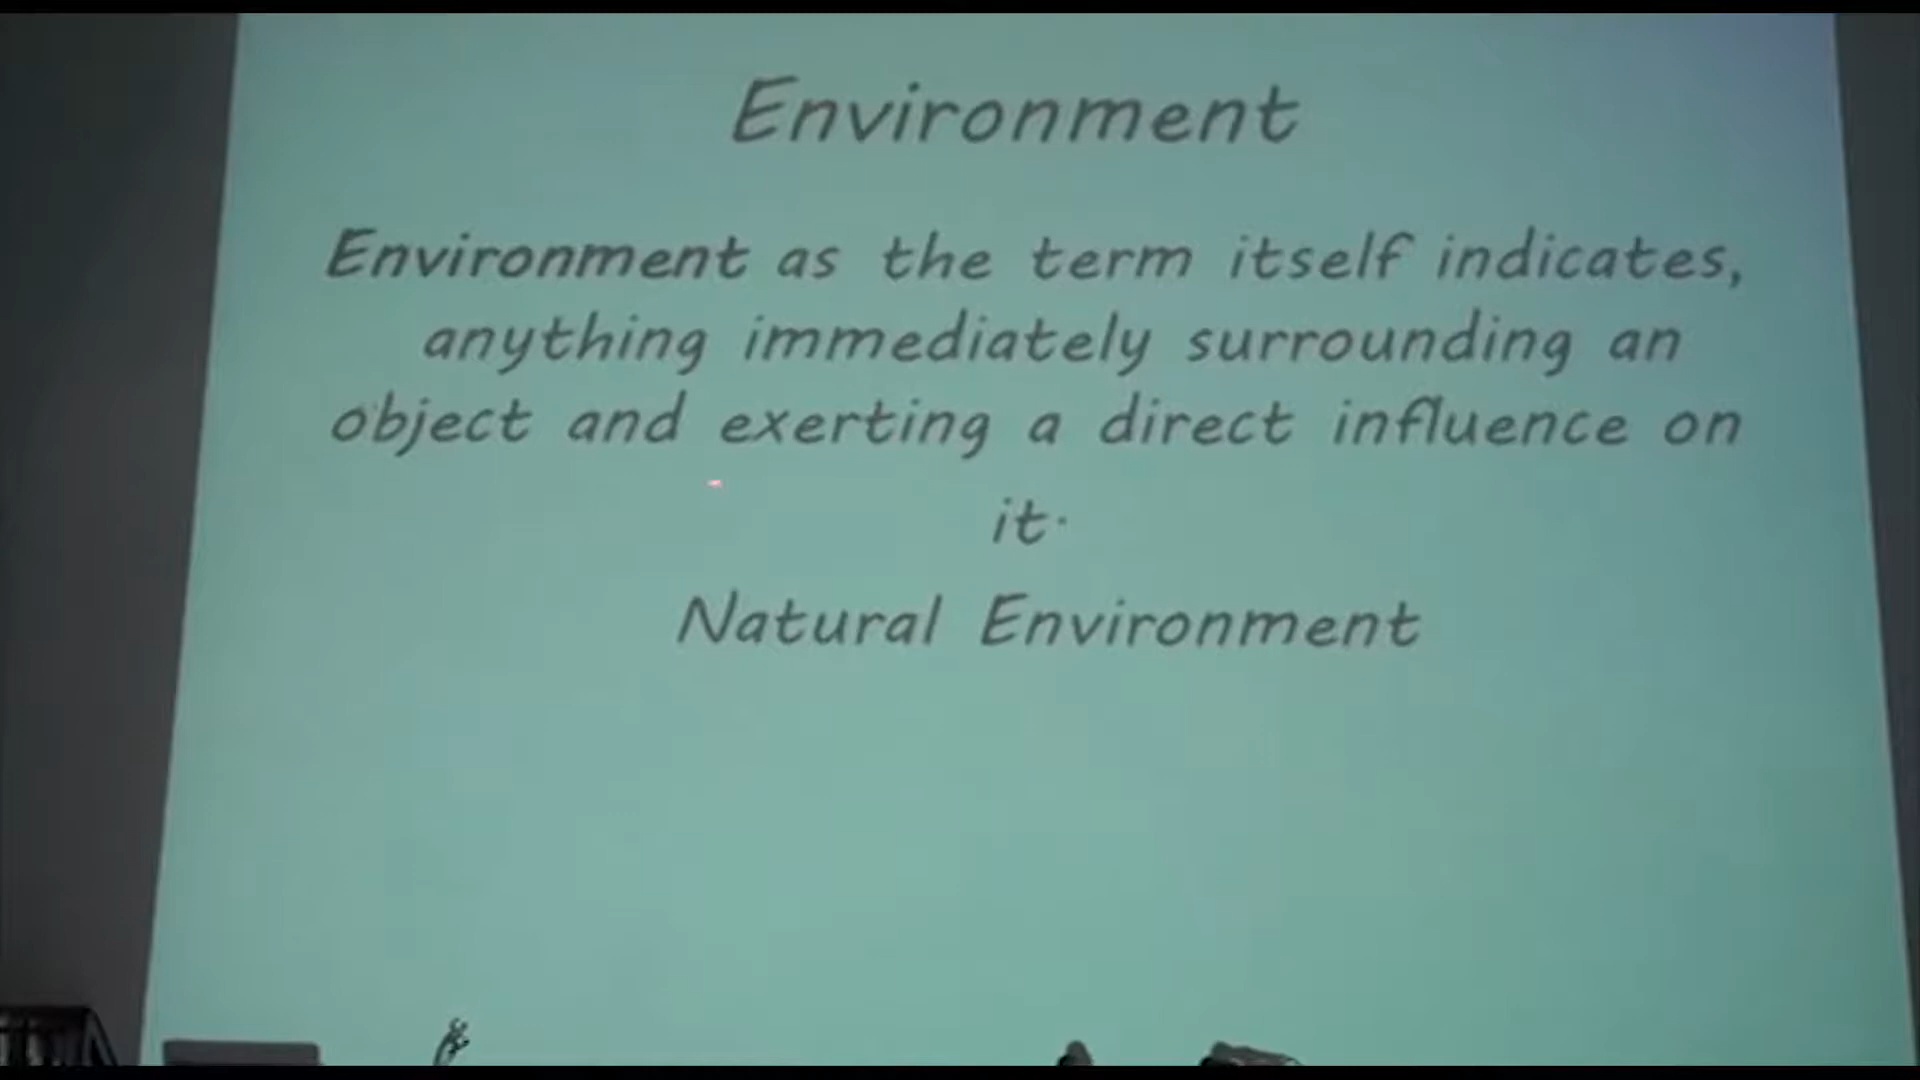 Environment
Environment as the term itself indicates,
anything immediately surrounding an
object and exerting a direct influence on
it.
Natural Environment